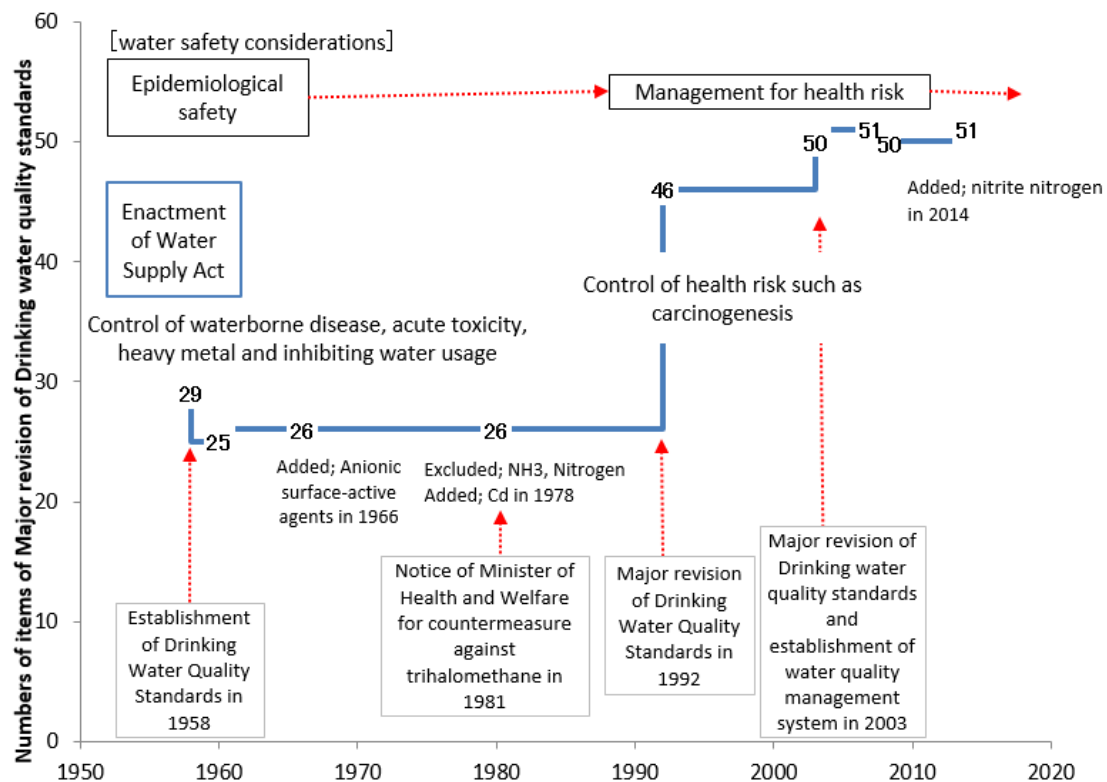 Numbers of items of Major revision of Drinking water quality standards
60
50
40
30
20
10
0
[water safety considerations]
Epidemiological
safety
Management for health risk
Enactment
of Water
Supply Act
Control of waterborne disease, acute toxicity,
heavy metal and inhibiting water usage
29
25
26
26
46
50
51
50
51
Added; nitrite nitrogen
in 2014
Control of health risk such as
carcinogenesis
Added; Anionic
surface-active
agents in 1966
Excluded; NH3, Nitrogen
Added; Cd in 1978
Establishment
of Drinking
Water Quality
Standards in
1958
Notice of Minister of
Health and Welfare
for countermeasure
against
trihalomethane in
1981
Major revision
of Drinking
Water Quality
Standards in
1992
Major revision of
Drinking water
quality standards
and
establishment of
water quality
management
system in 2003
1950
1960
1970
1980
1990
2000
2010
2020